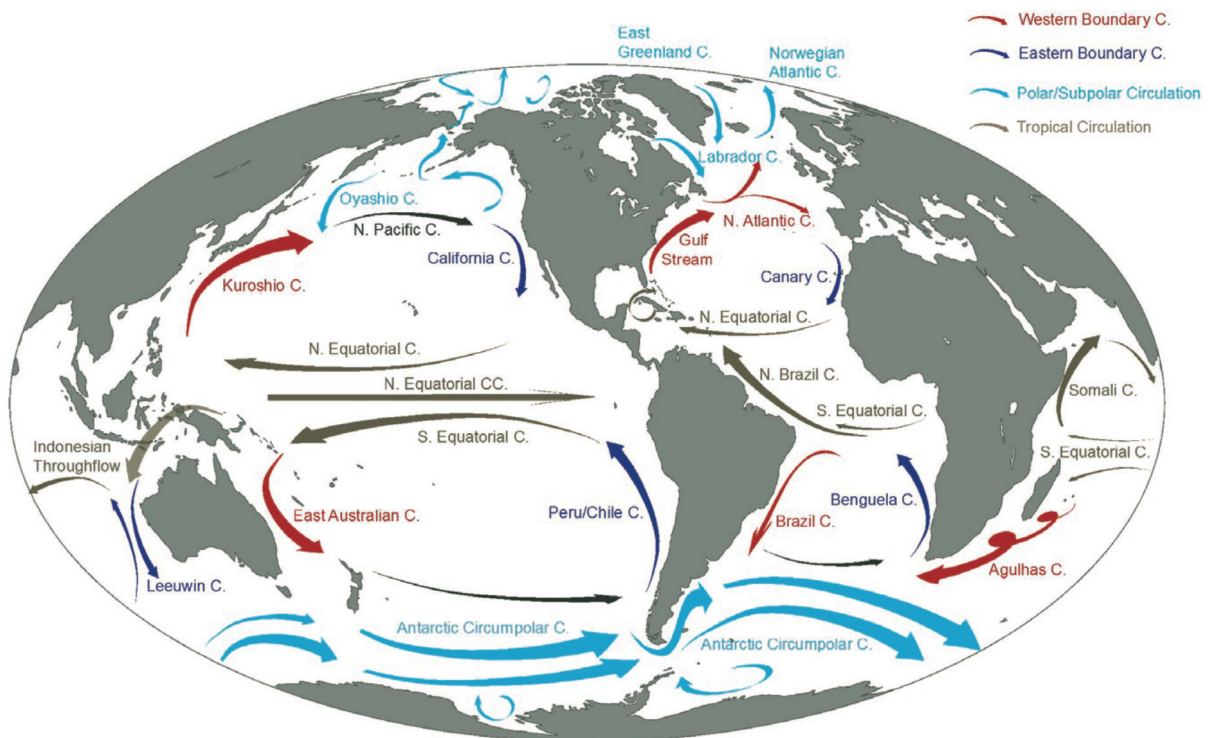 East
Greenland C.
Norwegian
Atlantic C.
Western Boundary C.
Eastern Boundary C.
Polar/Subpolar Circulation
Tropical Circulation
Labrador C.
Oyashio C.
N. Pacific C.
N. Atlantic C.
Gulf
Stream
California C.
Canary C.
Kuroshio C.
N. Equatorial C.
N. Equatorial C.
N. Equatorial CC.
N. Brazil C.
Somali C.
S. Equatorial C.
S. Equatorial C.
Indonesian
Throughflow
S. Equatorial C.
East Australian C.
Peru/Chile C.
Brazil C.
Benguela C.
Agulhas C.
Leeuwin C.
Antarctic Circumpolar C.
Antarctic Circumpolar C.